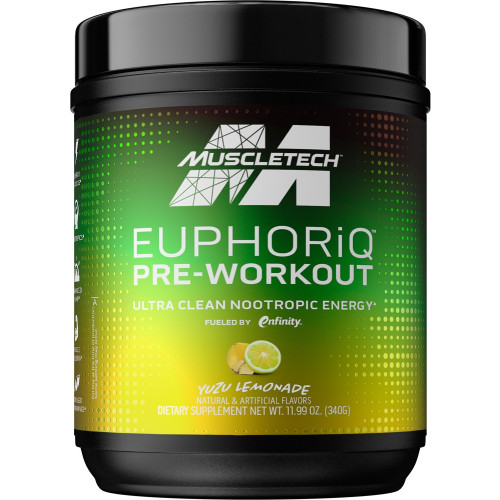 MUSCLETECH
EUPHORiQ™
PRE-WORKOUT
ULTRA CLEAN NOOTROPIC ENERGY^
FUELED BY enfinity.
YUZU LEMONADE
NATURAL & ARTIFICIAL FLAVORS
DIETARY SUPPLEMENT NET WT. 11.99 OZ. (340G)